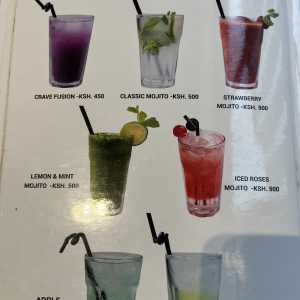 CRAVE FUSION -KSH. 450
CLASSIC MOJITO -KSH. 500
STRAWBERRY
MOJITO -KSH. 500
LEMON & MINT
MOJITO -KSH. 500
ICED ROSES
MOJITO -KSH. 500
APPLE